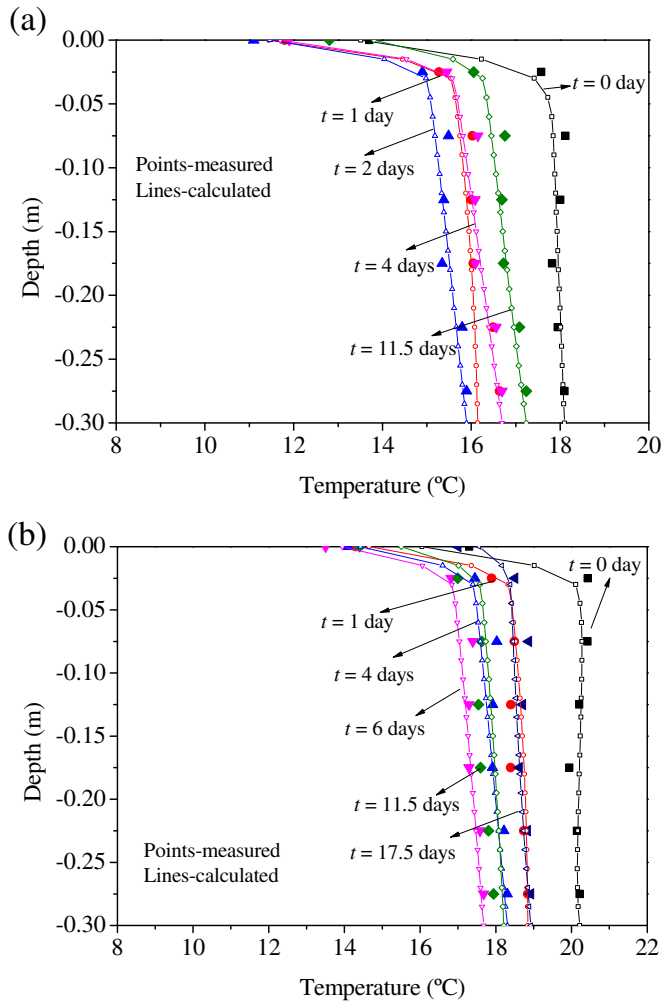 (a)
0.00
-0.05
-0.10
-0.15
-0.20
-0.25
-0.30
Depth (m)
t = 0 day
t = 1 day
t = 2 days
Points-measured
Lines-calculated
t = 4 days
t = 11.5 days
8 10 12 14 15 16 17 18 20
Temperature (ºC)
(b)
0.00
-0.05
-0.10
-0.15
-0.20
-0.25
-0.30
Depth (m)
t = 0 day
t = 1 day
t = 4 days
t = 6 days
t = 11.5 days
t = 17.5 days
Points-measured
Lines-calculated
8 10 12 14 16 18 20 22
Temperature (ºC)